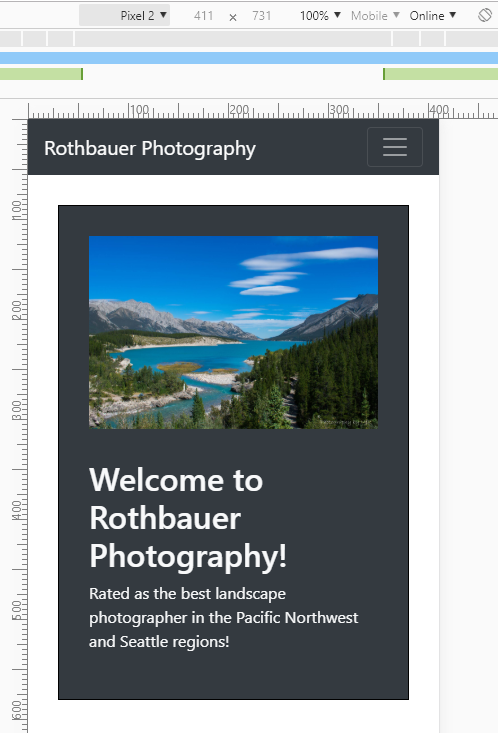 Pixel 2 ▼ 411 × 731 100% ▼ Mobile ▼ Online ▼
100 200 300 400
Rothbauer Photography
100
200
300
400
500
600
Welcome to
Rothbauer
Photography!
Rated as the best landscape
photographer in the Pacific Northwest
and Seattle regions!